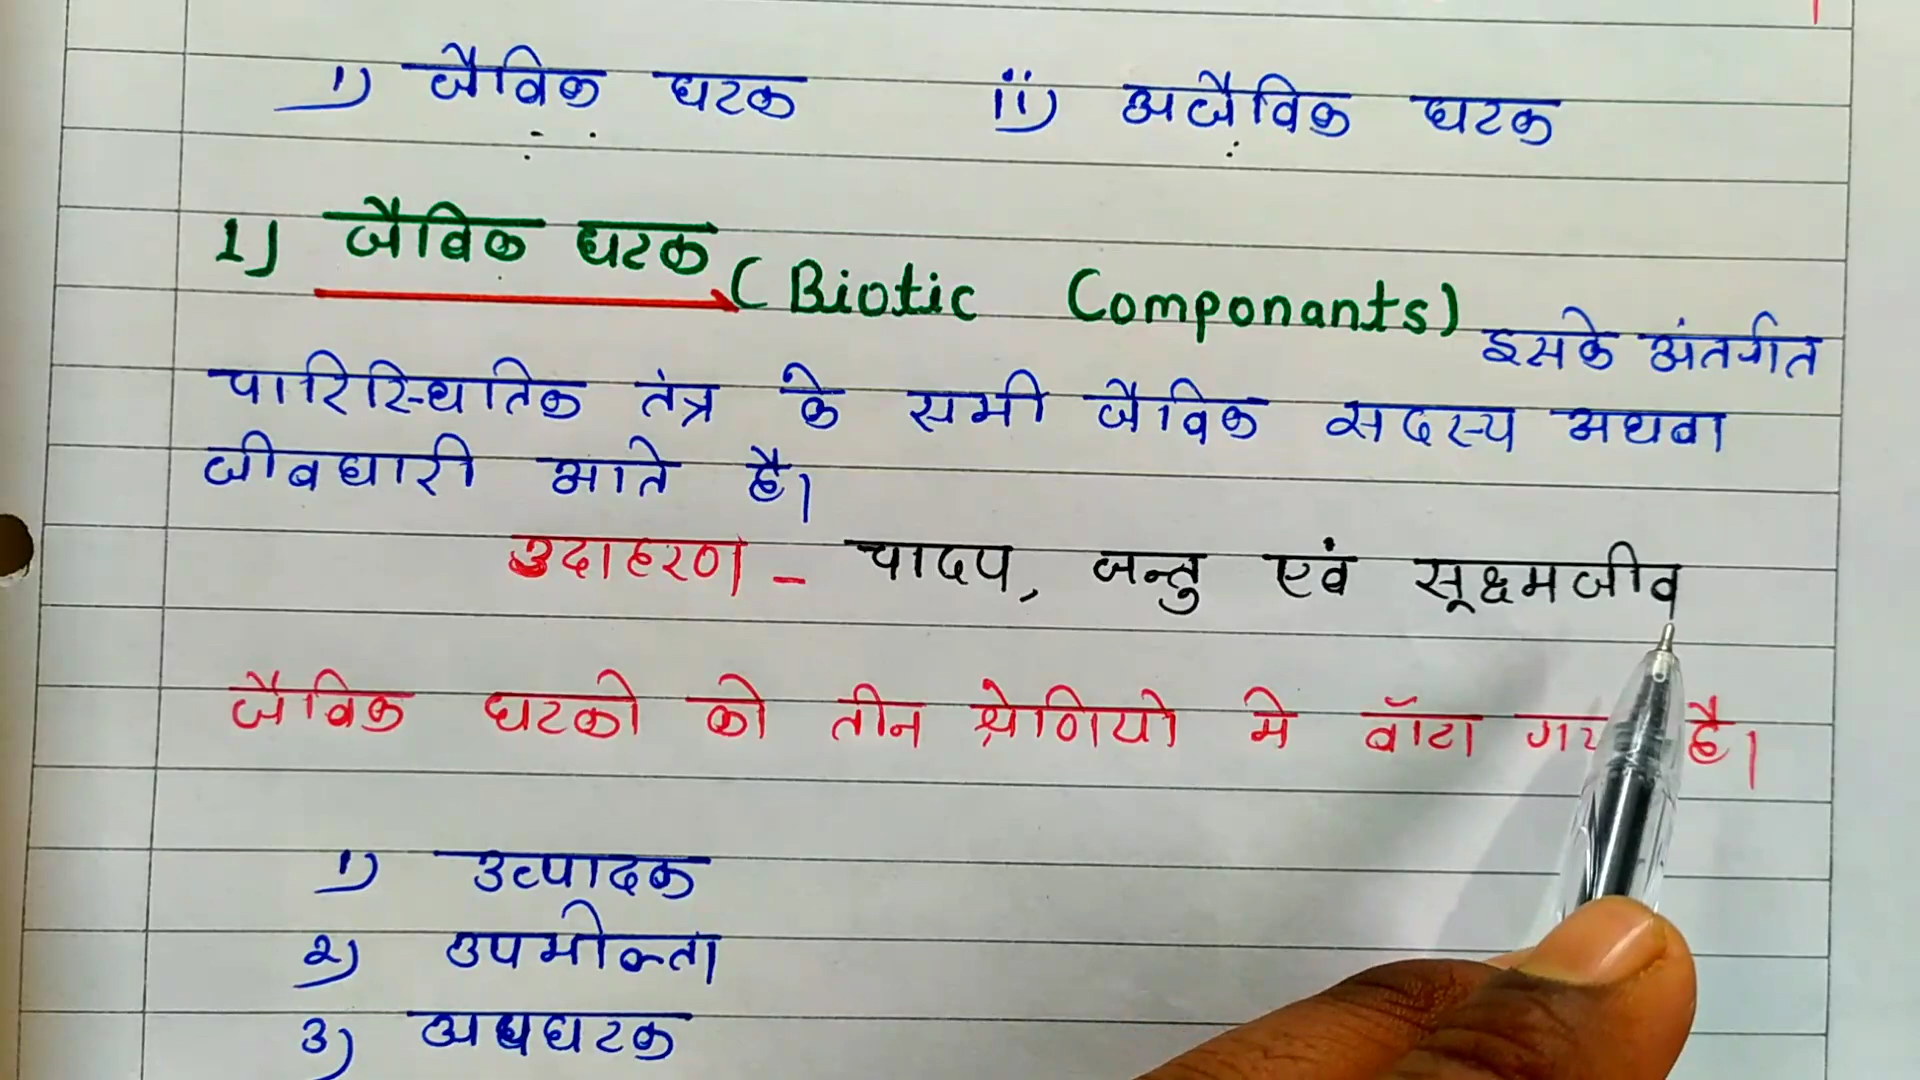 i) जैविक घटक ii) अजैविक घटक
1) जैविक घटक (Biotic Componants) इसके अंतर्गत
पारिस्थितिक तंत्र के सभी जैविक सदस्य अथवा
जीवधारी आते है।
उदाहरण - पादप, जन्तु एवं सूक्ष्मजीव
जैविक घटको को तीन श्रेणियो मे बॉटा है।
1) उत्पादक
2) उपभोक्ता
3) अपघटक